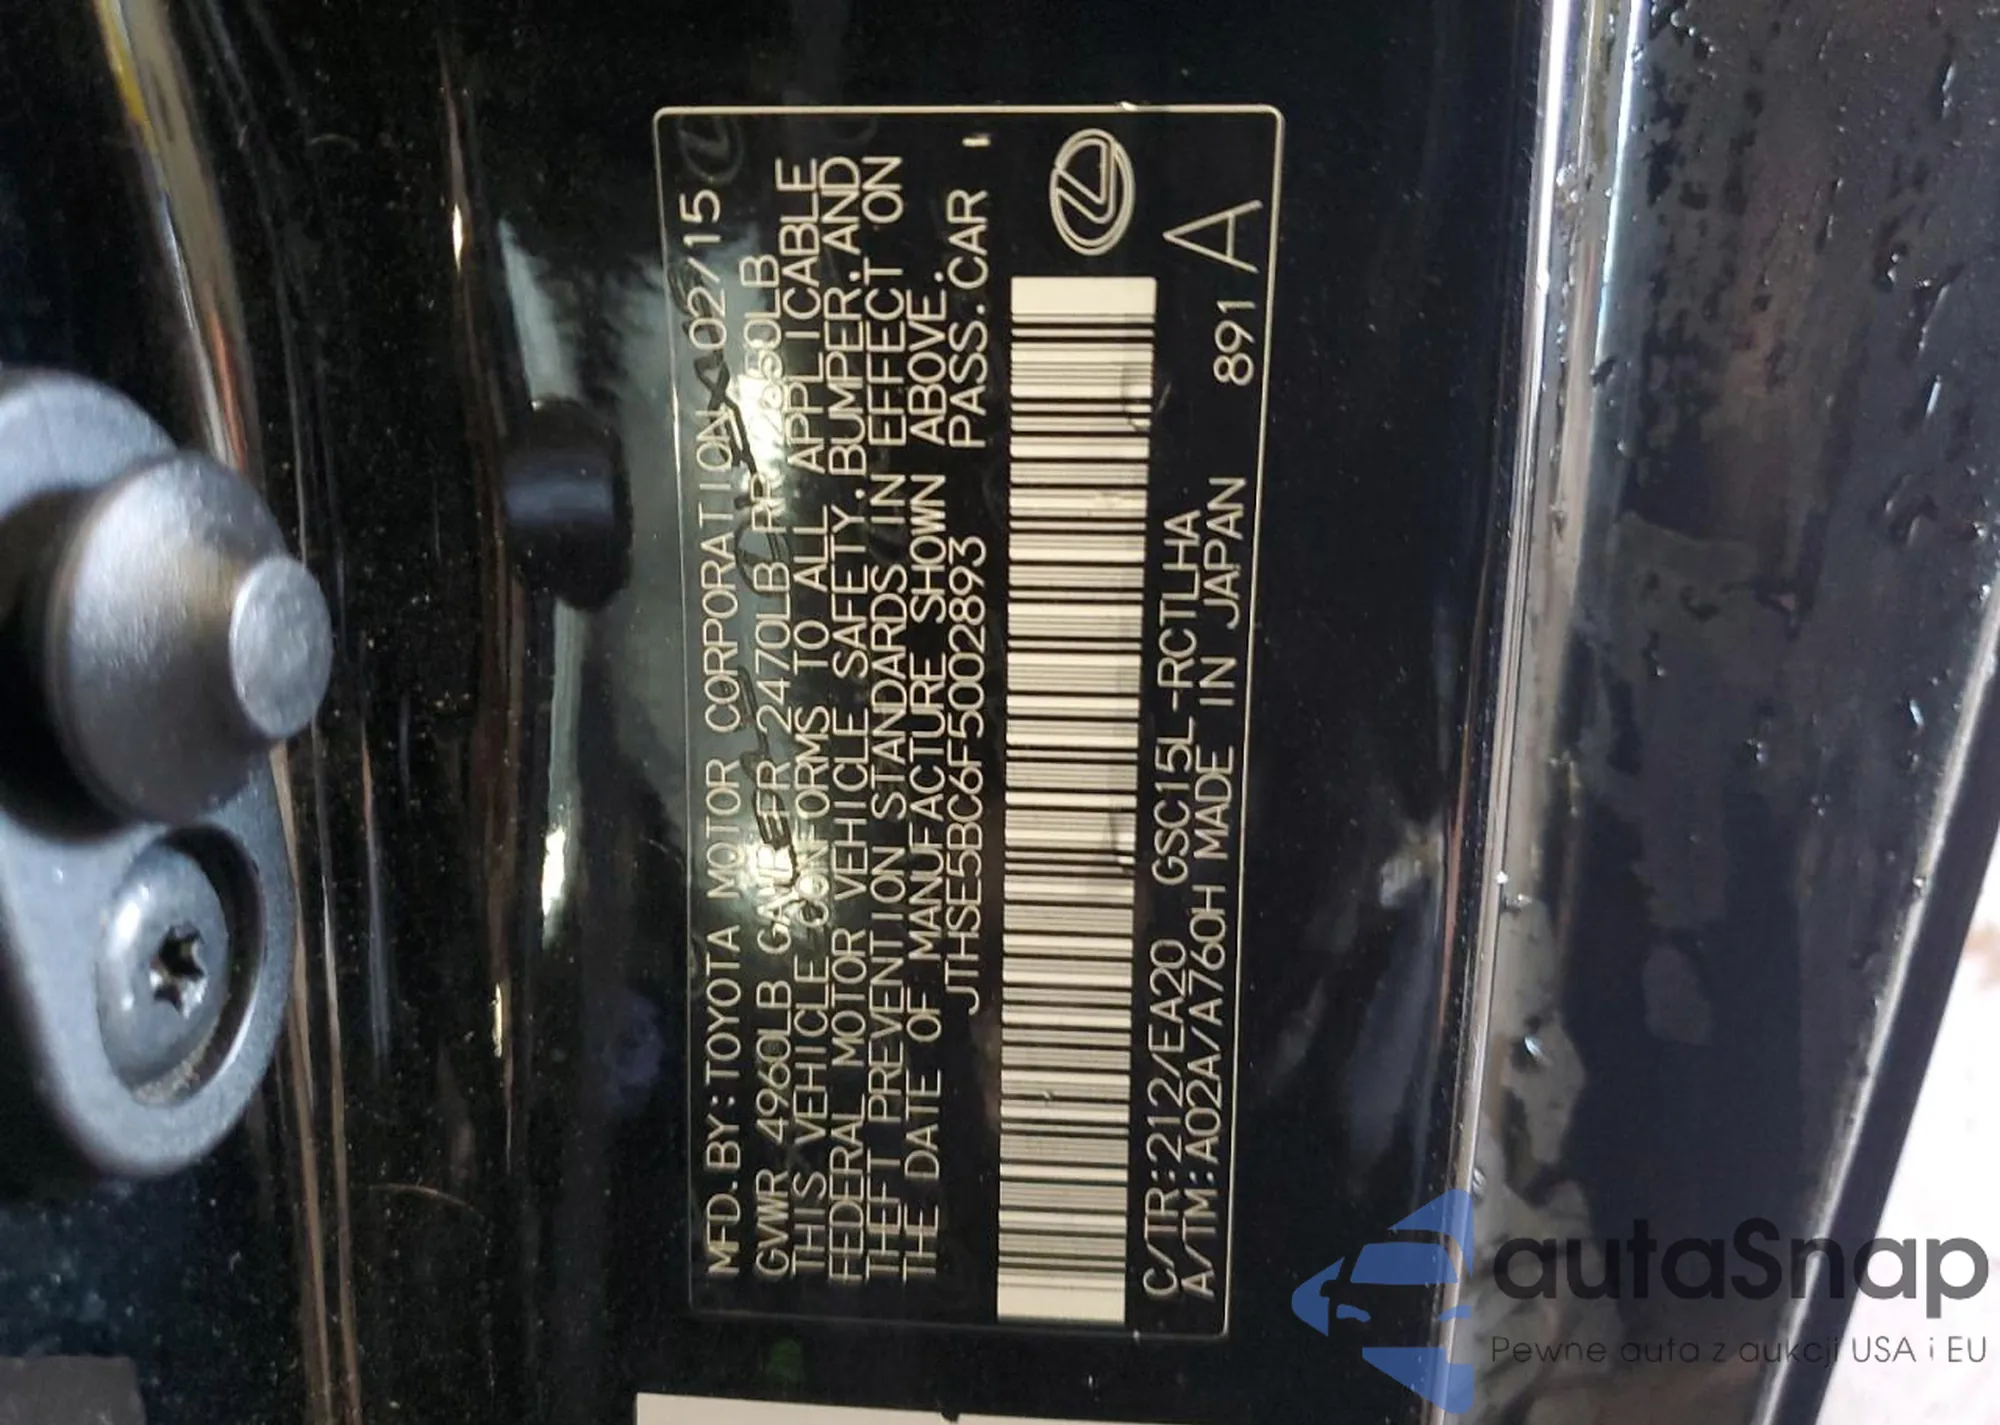 MFD.BY:TOYOTA MOTOR CORPORATION 02/15
GVWR 4960LB GAWR FR 2470LB RR 2650LB
THIS VEHICLE CONFORMS TO ALL APPLICABLE
FEDERAL MOTOR VEHICLE SAFETY,BUMPER,AND
THEFT PREVENTION STANDARDS IN EFFECT ON
THE DATE OF MANUFACTURE SHOWN ABOVE.
JTHSE5BC6F5002893 PASS.CAR
C/TR:212/EA20 GSC15L-RCTLHA
A/TM:A02A/A760H MADE IN JAPAN 891 A
autaSnap
Pewne auta z aukcji USA i EU